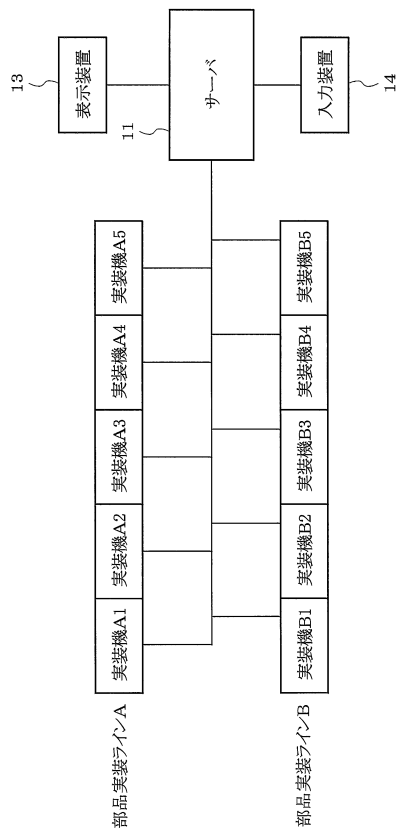 部品実装ラインA
実装機A1
実装機A2
実装機A3
実装機A4
実装機A5
13
表示装置
サーバ
11
入力装置
14
部品実装ラインB
実装機B1
実装機B2
実装機B3
実装機B4
実装機B5